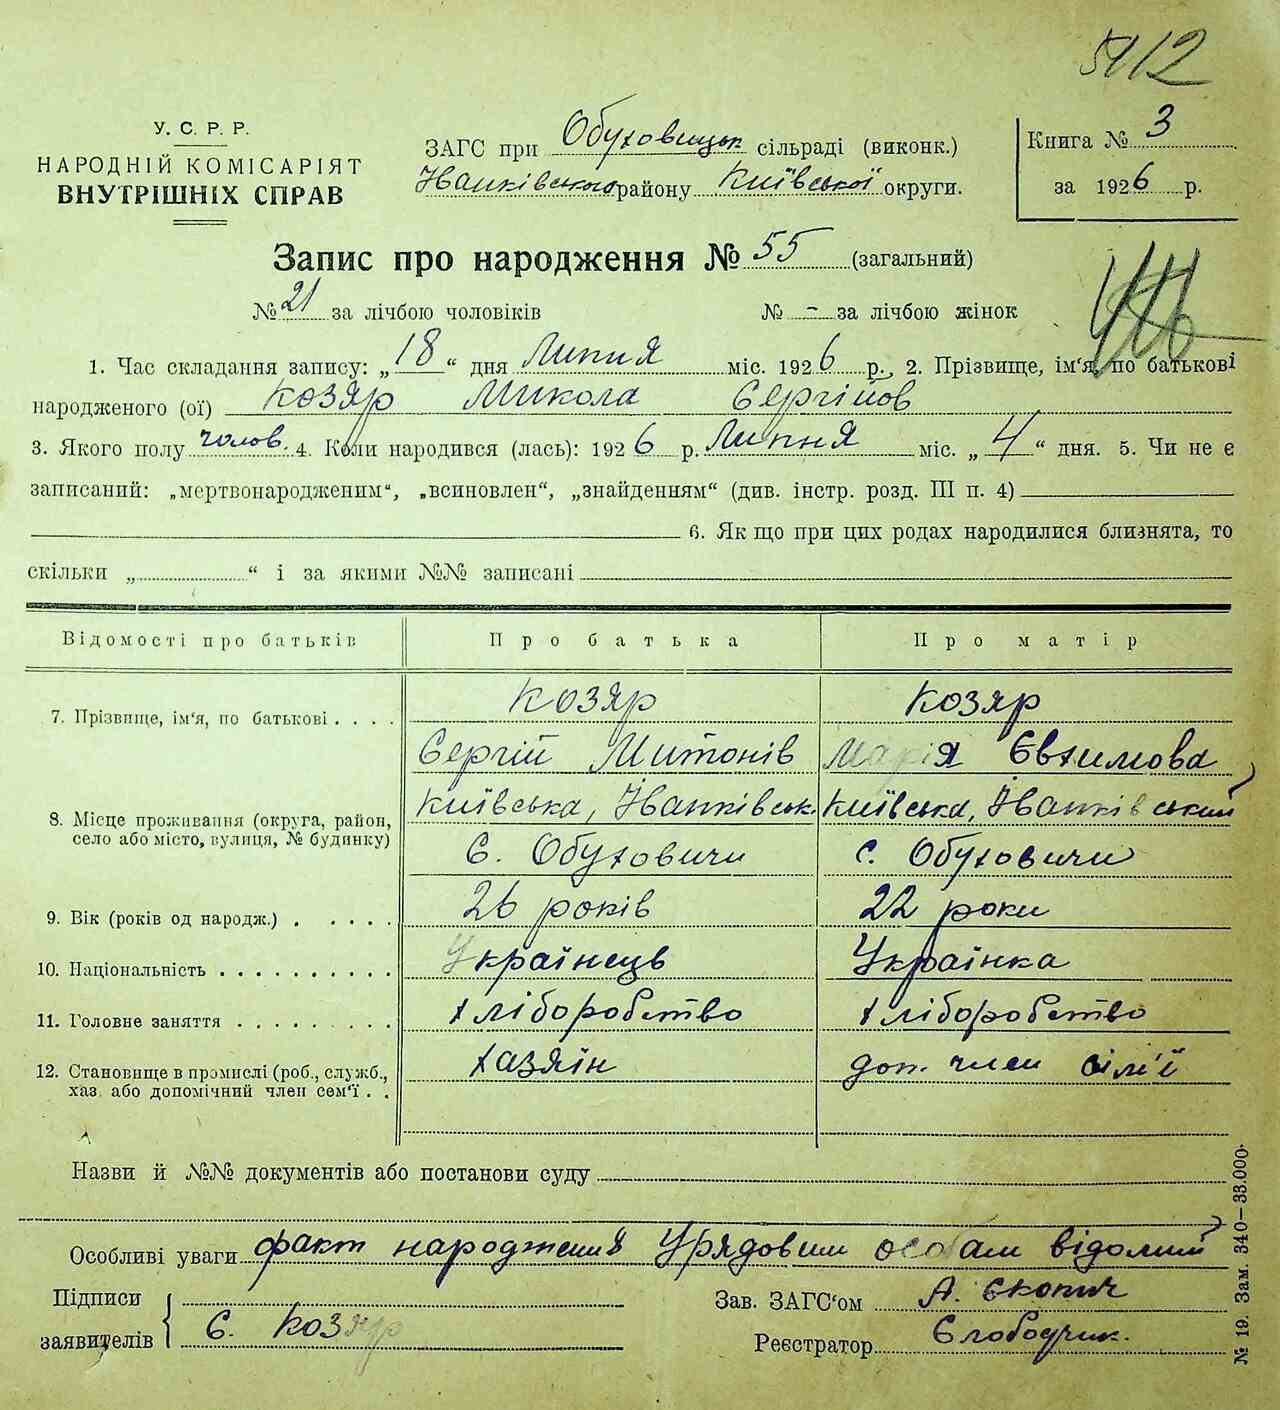 5412
У. С. Р. Р.
НАРОДНІЙ КОМІСАРІЯТ
ВНУТРІШНІХ СПРАВ
ЗАГС при Обуховицьк сільраді (виконк.)
Іванківського району Київської округи.
Книга № 3
за 1926 р.
Запис про народження № 55 (загальний)
№ 21 за лічбою чоловіків № - за лічбою жінок
1. Час складання запису: „18“ дня Липня міс. 1926 р., 2. Прізвище, ім'я, по батькові
народженого (ої) Козяр Микола Сергійов
3. Якого полу чолов. 4. Коли народився (лась): 1926 р. Липня міс. „4“ дня. 5. Чи не є
записаний: „мертвонародженим“, „всиновлен“, „знайденням“ (див. інстр. розд. III п. 4)
6. Як що при цих родах народилися близнята, то
скільки „ “ і за якими №№ записані
Відомості про батьків Про батька Про матір
7. Прізвище, ім'я, по батькові . . . . Козяр Козяр
Сергій Митонів Марія Євхимова
8. Місце проживання (округа, район, село або місто, вулиця, № будинку) Київська, Іванківськ Київська, Іванківський
С. Обуховичи с. Обуховичи
9. Вік (років од народж.) . . . . . 26 років 22 роки
10. Національність . . . . . . . . . . Українець Українка
11. Головне заняття . . . . . . . . . хліборобство хліборобство
12. Становище в промислі (роб., служб., хаз. або допомічний член сем'ї . . хазяїн доп. член сім'ї
Назви й №№ документів або постанови суду
Особливі уваги факт народження Урядовим особам відомий
Підписи
заявителів С. Козяр
Зав. ЗАГС'ом А.
Реєстратор Слободчик.
№ 19. Зам. 340—33.000.